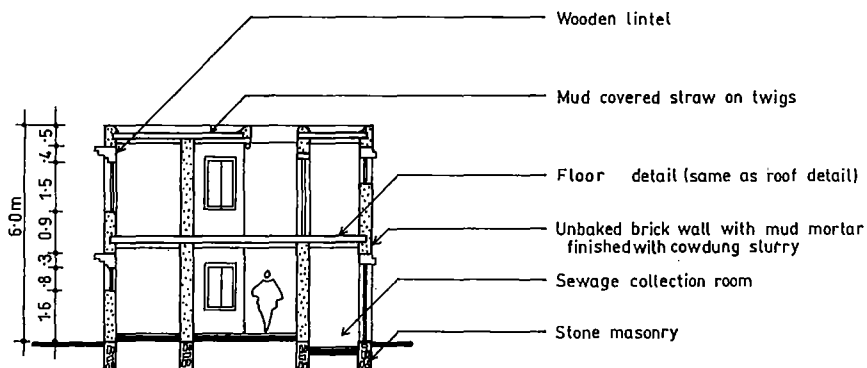 Wooden lintel
Mud covered straw on twigs
Floor detail (same as roof detail)
Unbaked brick wall with mud mortar
finished with cowdung slurry
Sewage collection room
Stone masonry
6·0m
·5
·4
1·5
0·9
·3
·8
1·6